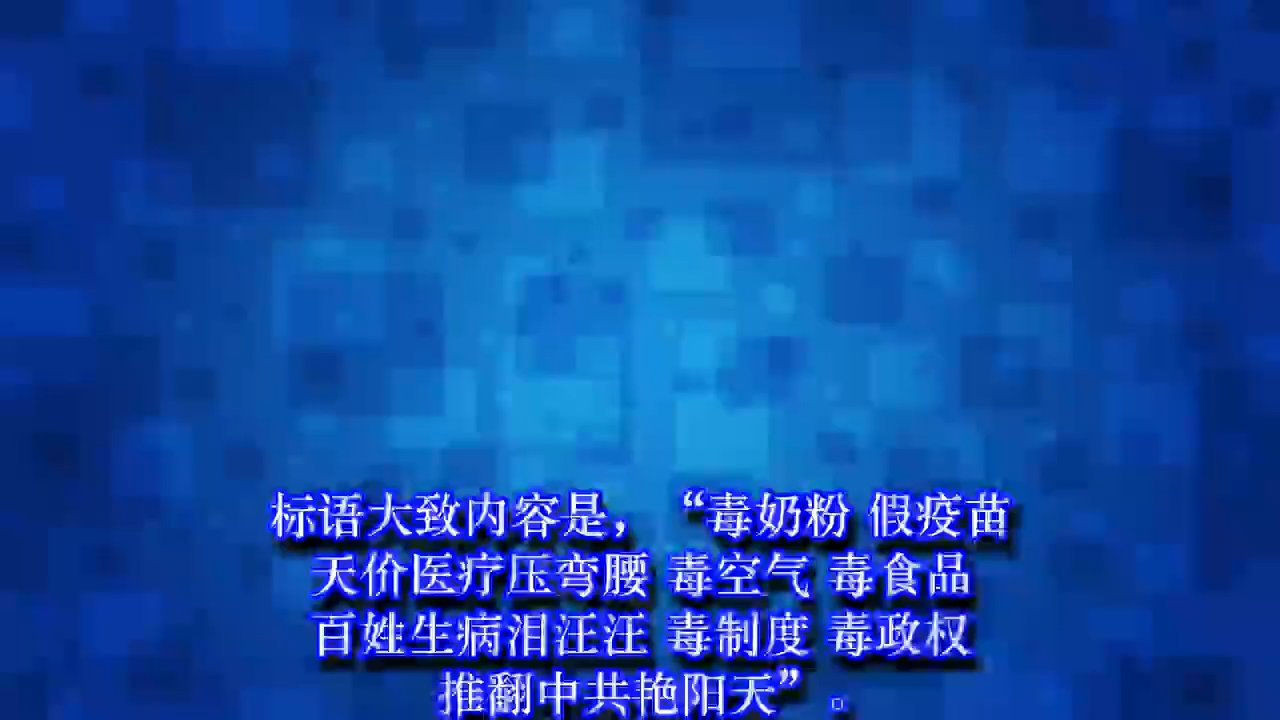 标语大致内容是，“毒奶粉 假疫苗
天价医疗压弯腰 毒空气 毒食品
百姓生病泪汪汪 毒制度 毒政权
推翻中共艳阳天”。